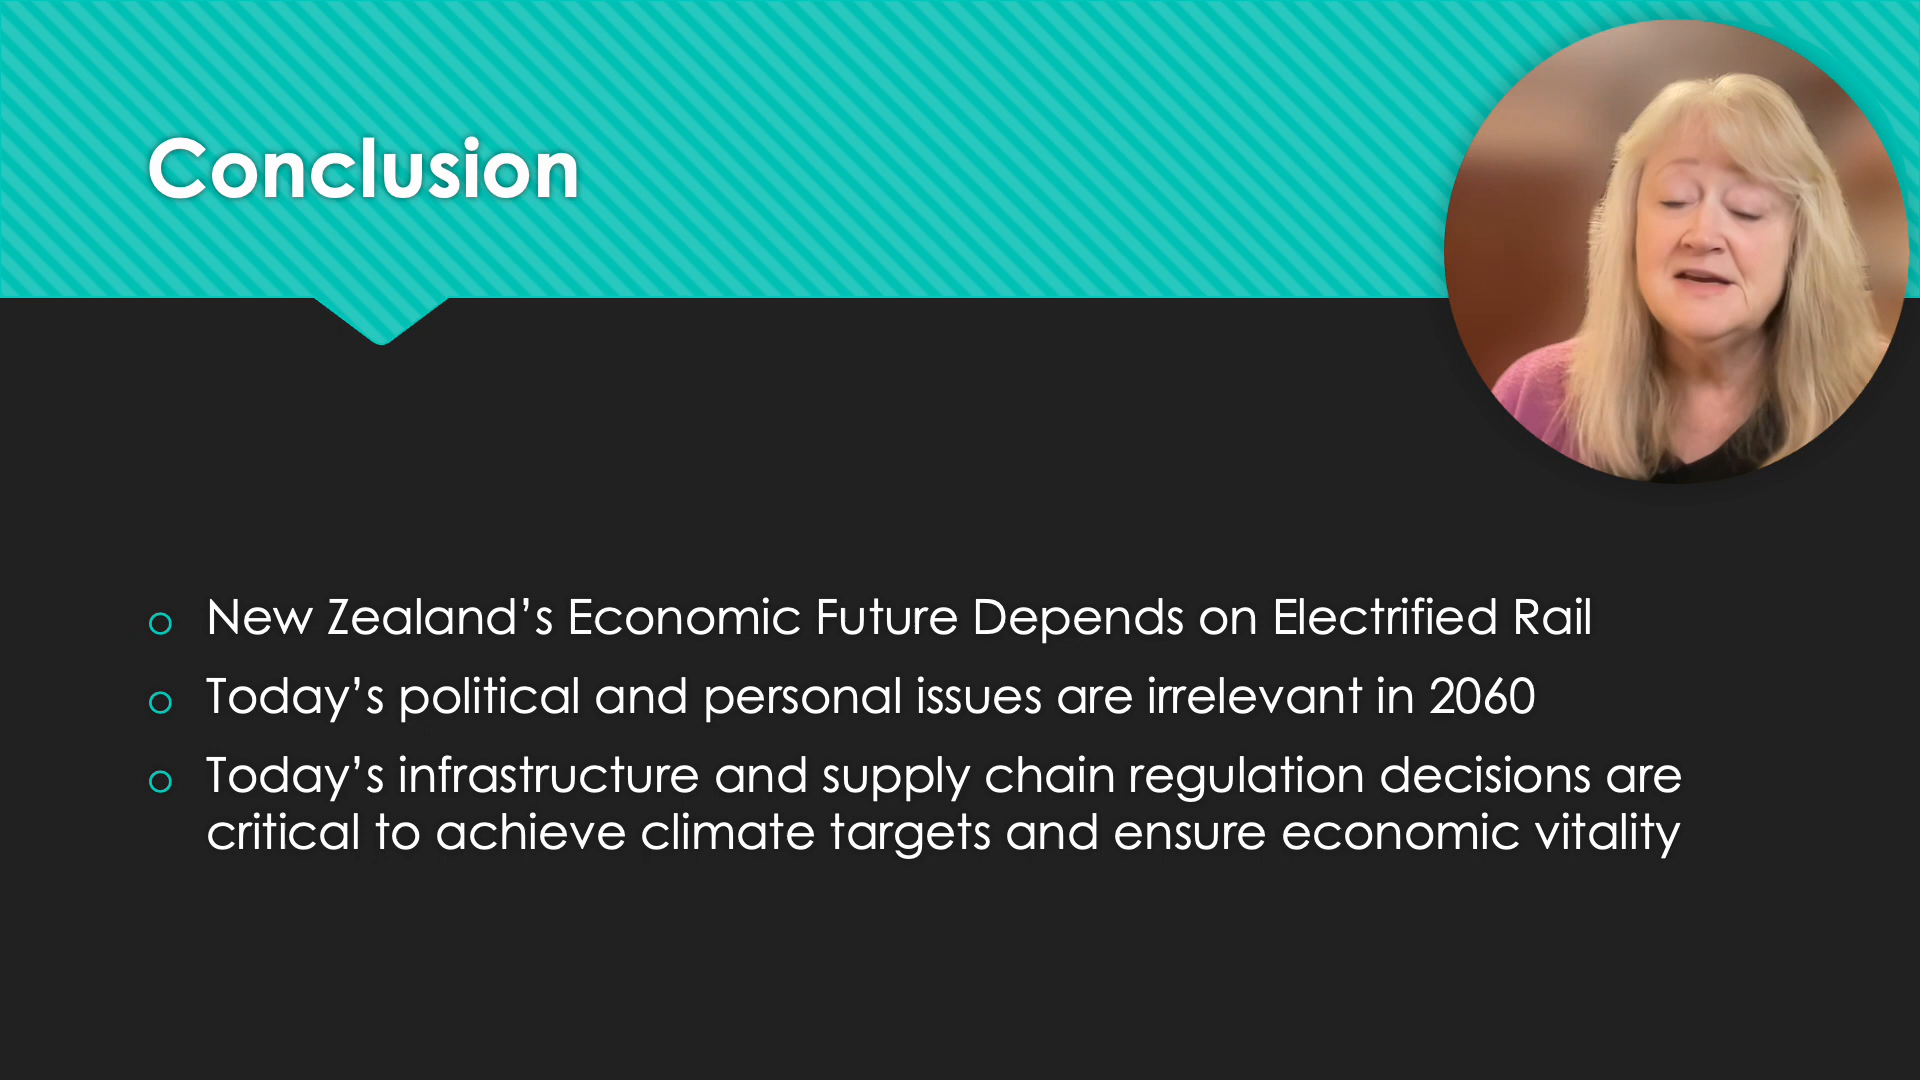 Conclusion
New Zealand’s Economic Future Depends on Electrified Rail
Today’s political and personal issues are irrelevant in 2060
Today’s infrastructure and supply chain regulation decisions are
critical to achieve climate targets and ensure economic vitality